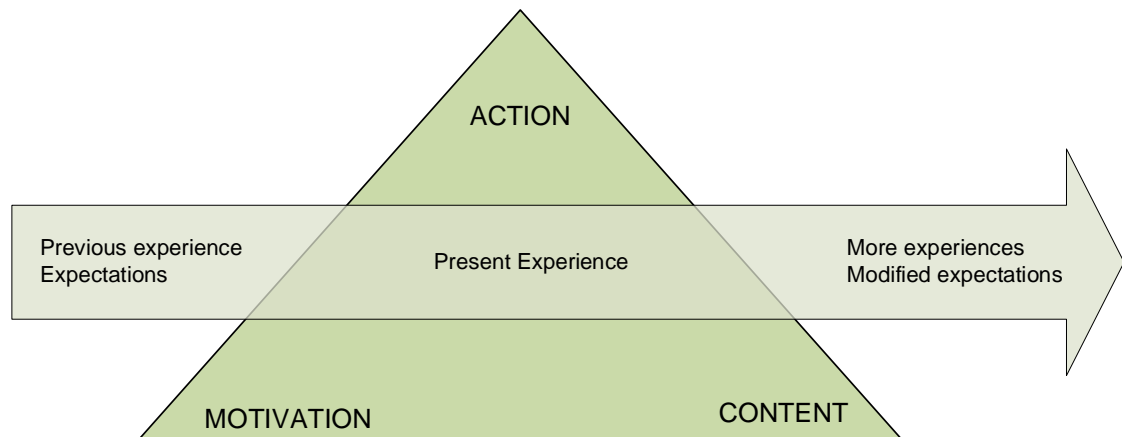 ACTION
Previous experience
Expectations
Present Experience
More experiences
Modified expectations
MOTIVATION
CONTENT